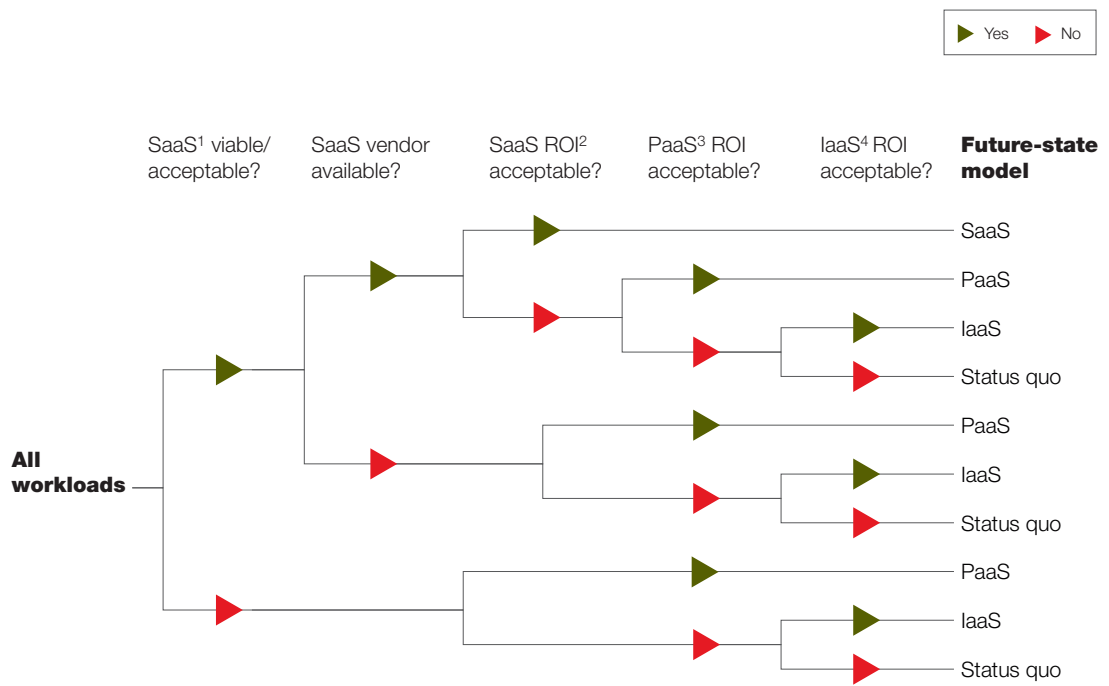 Yes No
SaaS¹ viable/
acceptable?
SaaS vendor
available?
SaaS ROI²
acceptable?
PaaS³ ROI
acceptable?
IaaS⁴ ROI
acceptable?
Future-state
model
SaaS
PaaS
IaaS
Status quo
PaaS
All
workloads
IaaS
Status quo
PaaS
IaaS
Status quo